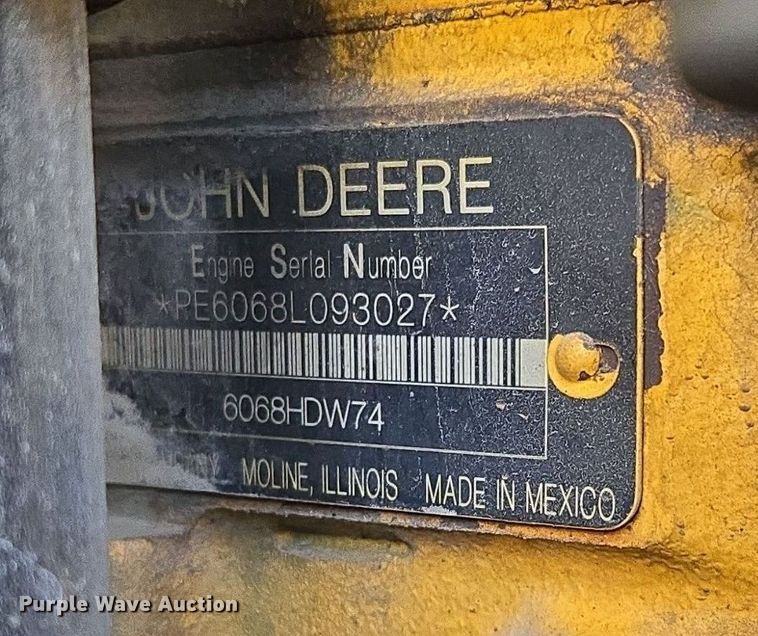 JOHN DEERE
Engine Serial Number
*PE6068L093027*
6068HDW74
MOLINE, ILLINOIS MADE IN MEXICO
Purple Wave Auction